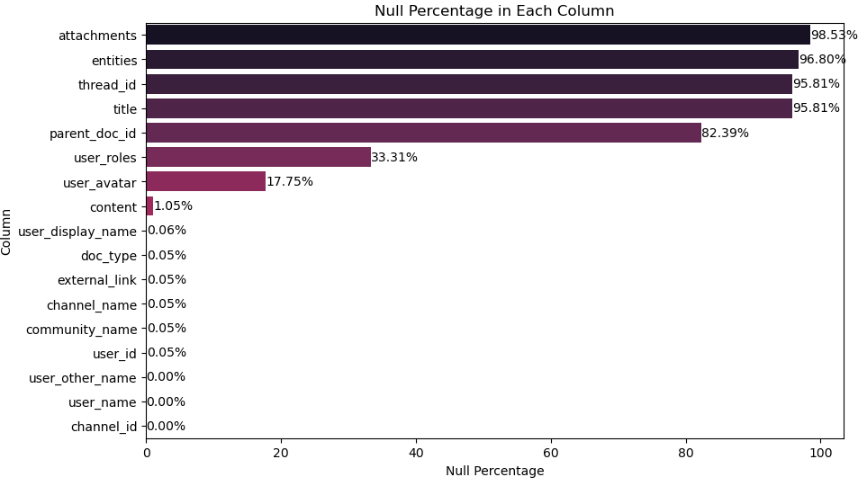 Null Percentage in Each Column
attachments 98.53%
entities 96.80%
thread_id 95.81%
title 95.81%
parent_doc_id 82.39%
user_roles 33.31%
user_avatar 17.75%
content 1.05%
user_display_name 0.06%
doc_type 0.05%
external_link 0.05%
channel_name 0.05%
community_name 0.05%
user_id 0.05%
user_other_name 0.00%
user_name 0.00%
channel_id 0.00%
Column
0 20 40 60 80 100
Null Percentage